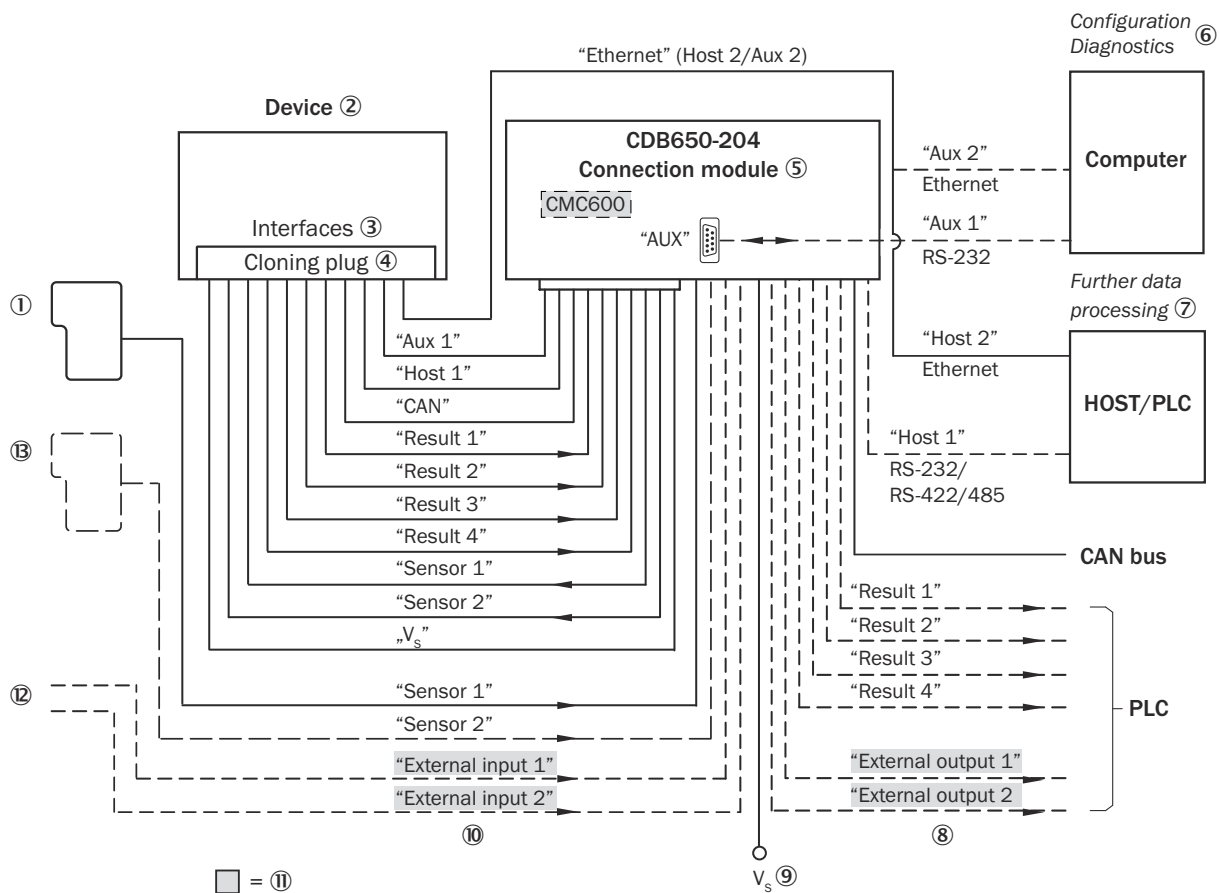 Configuration ⑥
Diagnostics
“Ethernet” (Host 2/Aux 2)
Device ②
CDB650-204
Connection module ⑤
CMC600
“AUX”
“Aux 2”
Ethernet
Computer
“Aux 1”
RS-232
Interfaces ③
Cloning plug ④
①
Further data
processing ⑦
“Aux 1”
“Host 1”
“CAN”
“Result 1”
“Result 2”
“Result 3”
“Result 4”
“Sensor 1”
“Sensor 2”
„Vs”
“Host 2”
Ethernet
HOST/PLC
“Host 1”
RS-232/
RS-422/485
⑬
CAN bus
“Result 1”
“Result 2”
“Result 3”
“Result 4”
PLC
⑫
“Sensor 1”
“Sensor 2”
“External input 1”
“External input 2”
⑩
“External output 1”
“External output 2
⑧
= ⑪
Vs ⑨